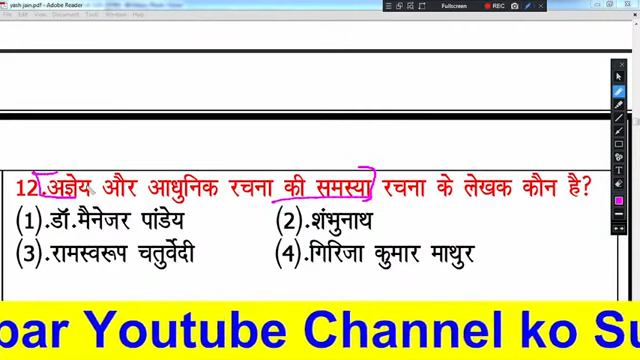 yash jain.pdf - Adobe Reader
Fullscreen REC
File Edit View Document Tools Window Help
12.अज्ञेय और आधुनिक रचना की समस्या रचना के लेखक कौन है?
(1).डॉ.मैनेजर पांडेय (2).शंभुनाथ
(3).रामस्वरूप चतुर्वेदी (4).गिरिजा कुमार माथुर
par Youtube Channel ko Su